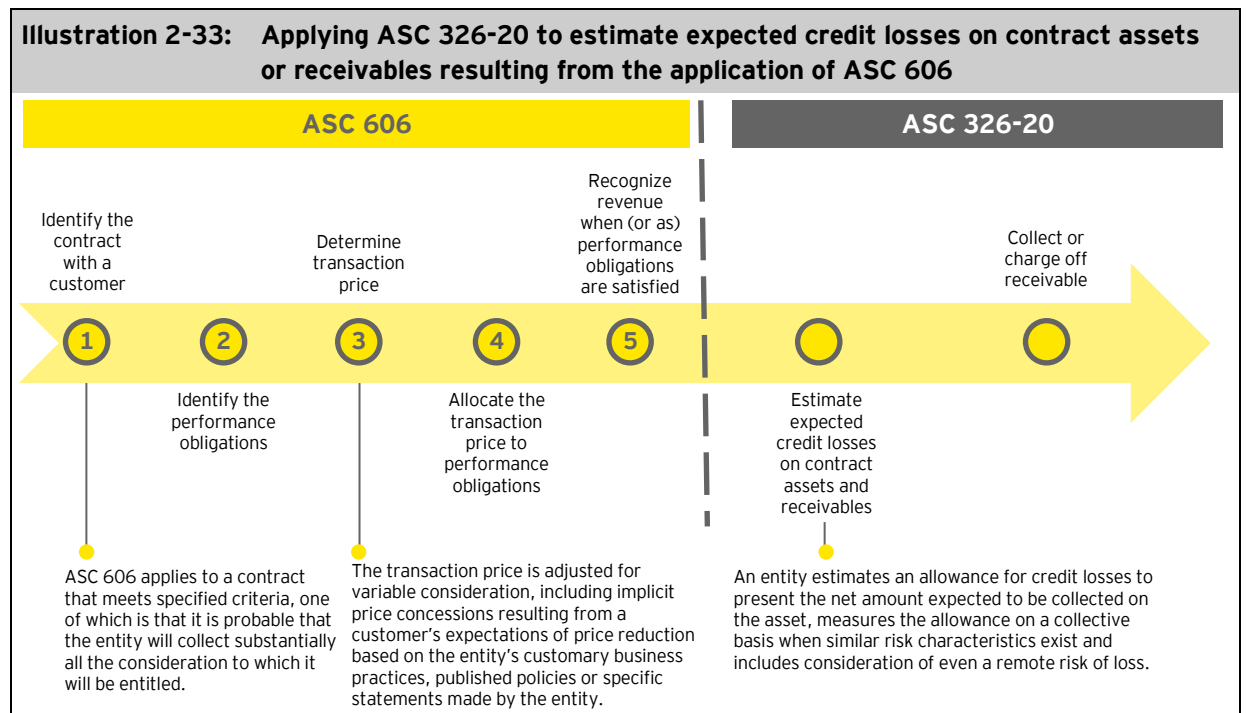 Illustration 2-33: Applying ASC 326-20 to estimate expected credit losses on contract assets
or receivables resulting from the application of ASC 606
ASC 606
ASC 326-20
Identify the
contract
with a
customer
Determine
transaction
price
Recognize
revenue
when (or as)
performance
obligations
are satisfied
Collect or
charge off
receivable
1
2
3
4
5
Identify the
performance
obligations
Allocate the
transaction
price to
performance
obligations
Estimate
expected
credit losses
on contract
assets and
receivables
ASC 606 applies to a contract
that meets specified criteria, one
of which is that it is probable that
the entity will collect substantially
all the consideration to which it
will be entitled.
The transaction price is adjusted for
variable consideration, including implicit
price concessions resulting from a
customer's expectations of price reduction
based on the entity's customary business
practices, published policies or specific
statements made by the entity.
An entity estimates an allowance for credit losses to
present the net amount expected to be collected on
the asset, measures the allowance on a collective
basis when similar risk characteristics exist and
includes consideration of even a remote risk of loss.